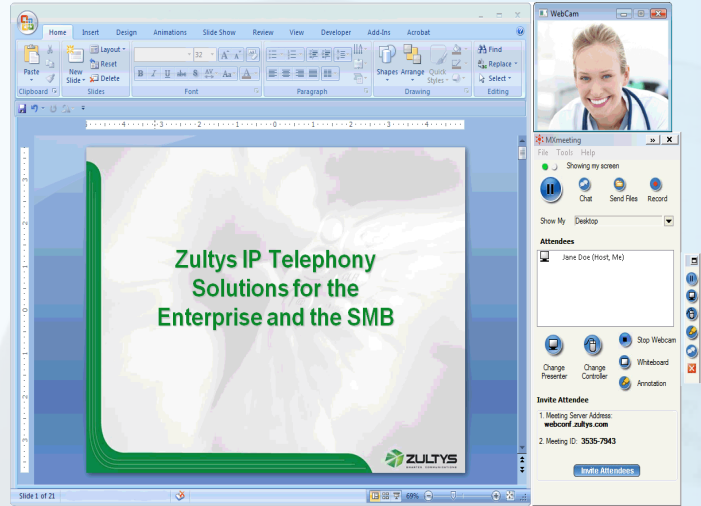 Home Insert Design Animations Slide Show Review View Developer Add-Ins Acrobat
Paste
New
Slide
Layout
Reset
Delete
32
Shapes
Arrange
Quick
Styles
Find
Replace
Select
Clipboard Slides Font Paragraph Drawing Editing
Zultys IP Telephony
Solutions for the
Enterprise and the SMB
ZULTYS
Slide 1 of 21
69%
WebCam
MXmeeting
File Tools Help
Showing my screen
Chat Send Files Record
Show My Desktop
Attendees
Jane Doe (Host, Me)
Change
Presenter
Change
Controller
Stop Webcam
Whiteboard
Annotation
Invite Attendee
1. Meeting Server Address:
webconf.zultys.com
2. Meeting ID: 3535-7943
Invite Attendees